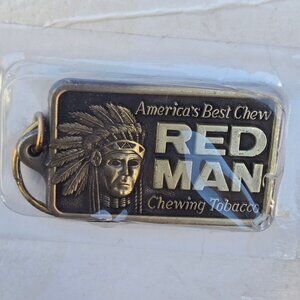 America's Best Chew
RED
MAN
Chewing Tobacco